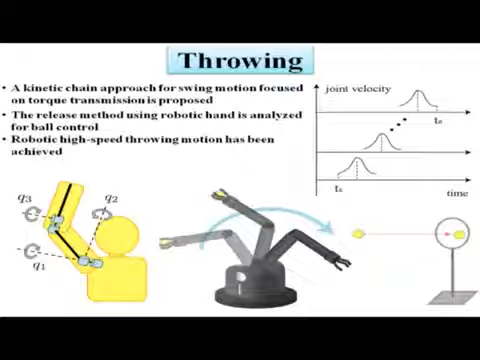 Throwing
• A kinetic chain approach for swing motion focused
on torque transmission is proposed
• The release method using robotic hand is analyzed
for ball control
• Robotic high-speed throwing motion has been
achieved
joint velocity
te
ts
time
q3
q2
q1